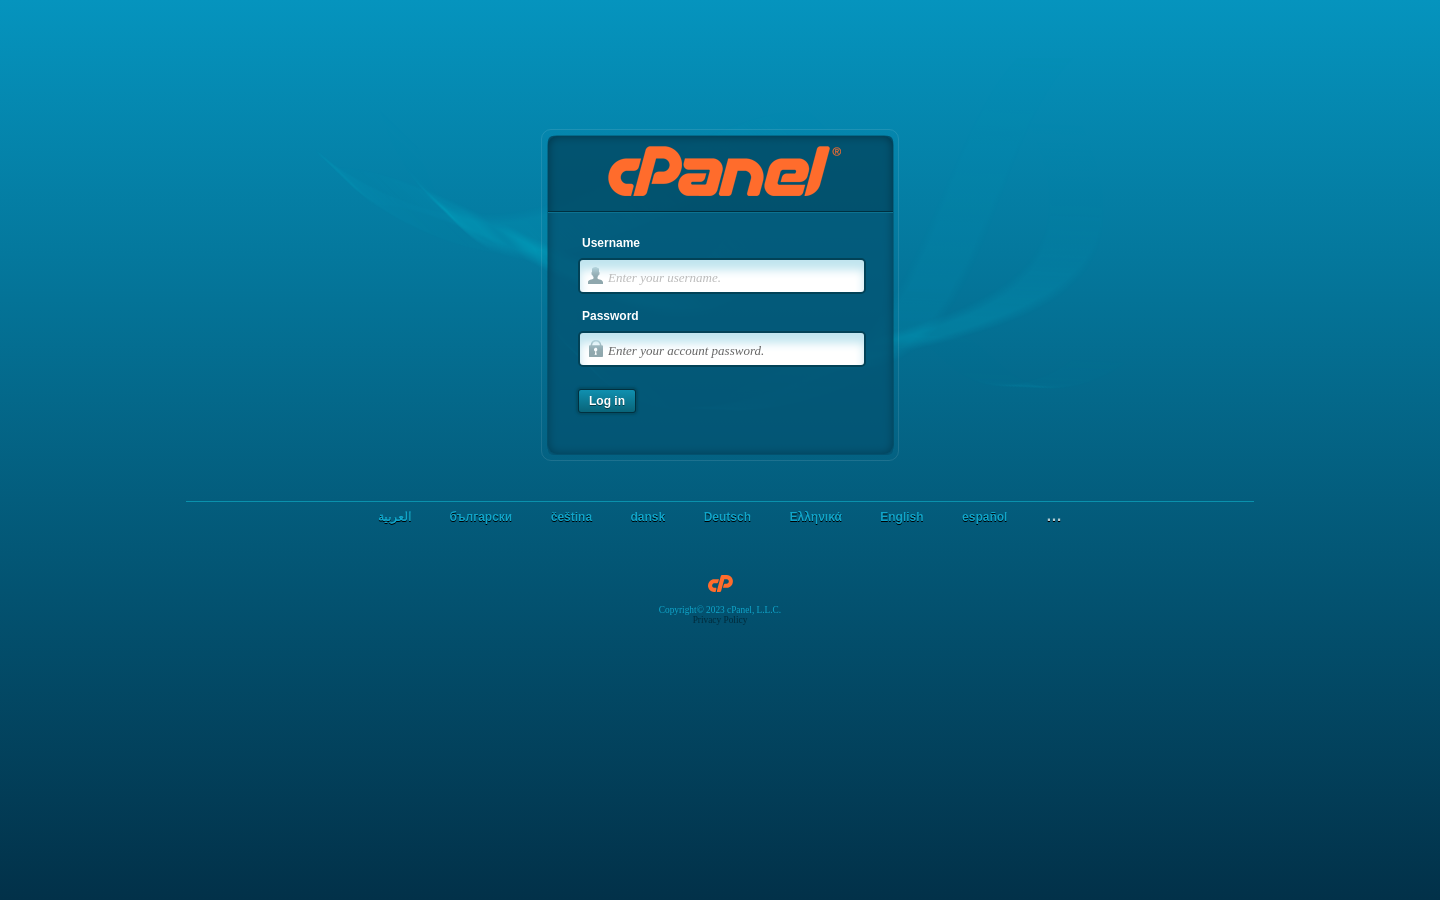 cPanel®
Username
Enter your username.
Password
Enter your account password.
Log in
العربية български čeština dansk Deutsch Ελληνικά English español ...
cP
Copyright© 2023 cPanel, L.L.C.
Privacy Policy